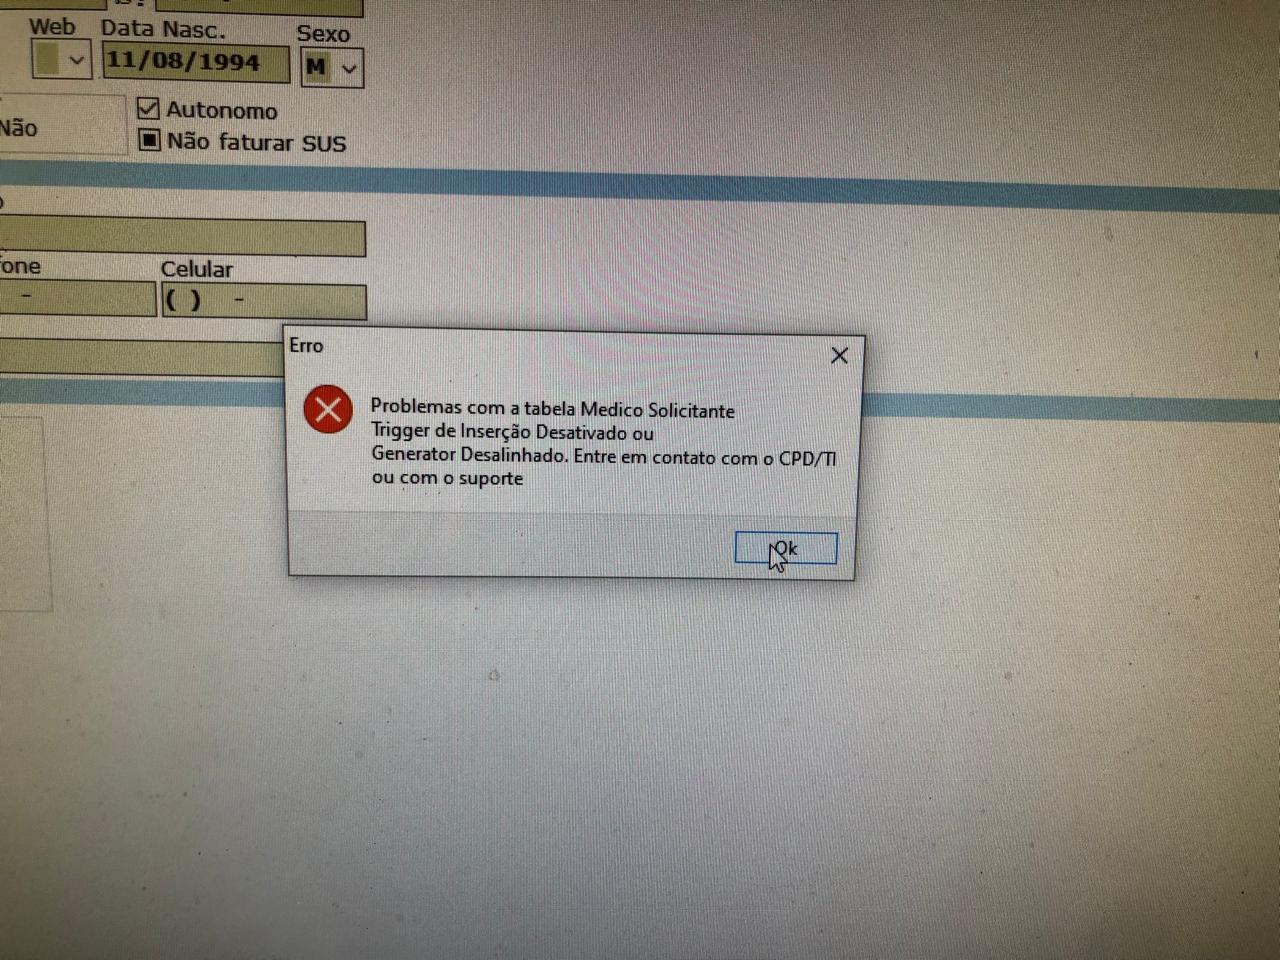 Web Data Nasc. Sexo
11/08/1994 M
Não
Autonomo
Não faturar SUS
one Celular
- ( ) -
Erro
Problemas com a tabela Medico Solicitante
Trigger de Inserção Desativado ou
Generator Desalinhado. Entre em contato com o CPD/TI
ou com o suporte
Ok